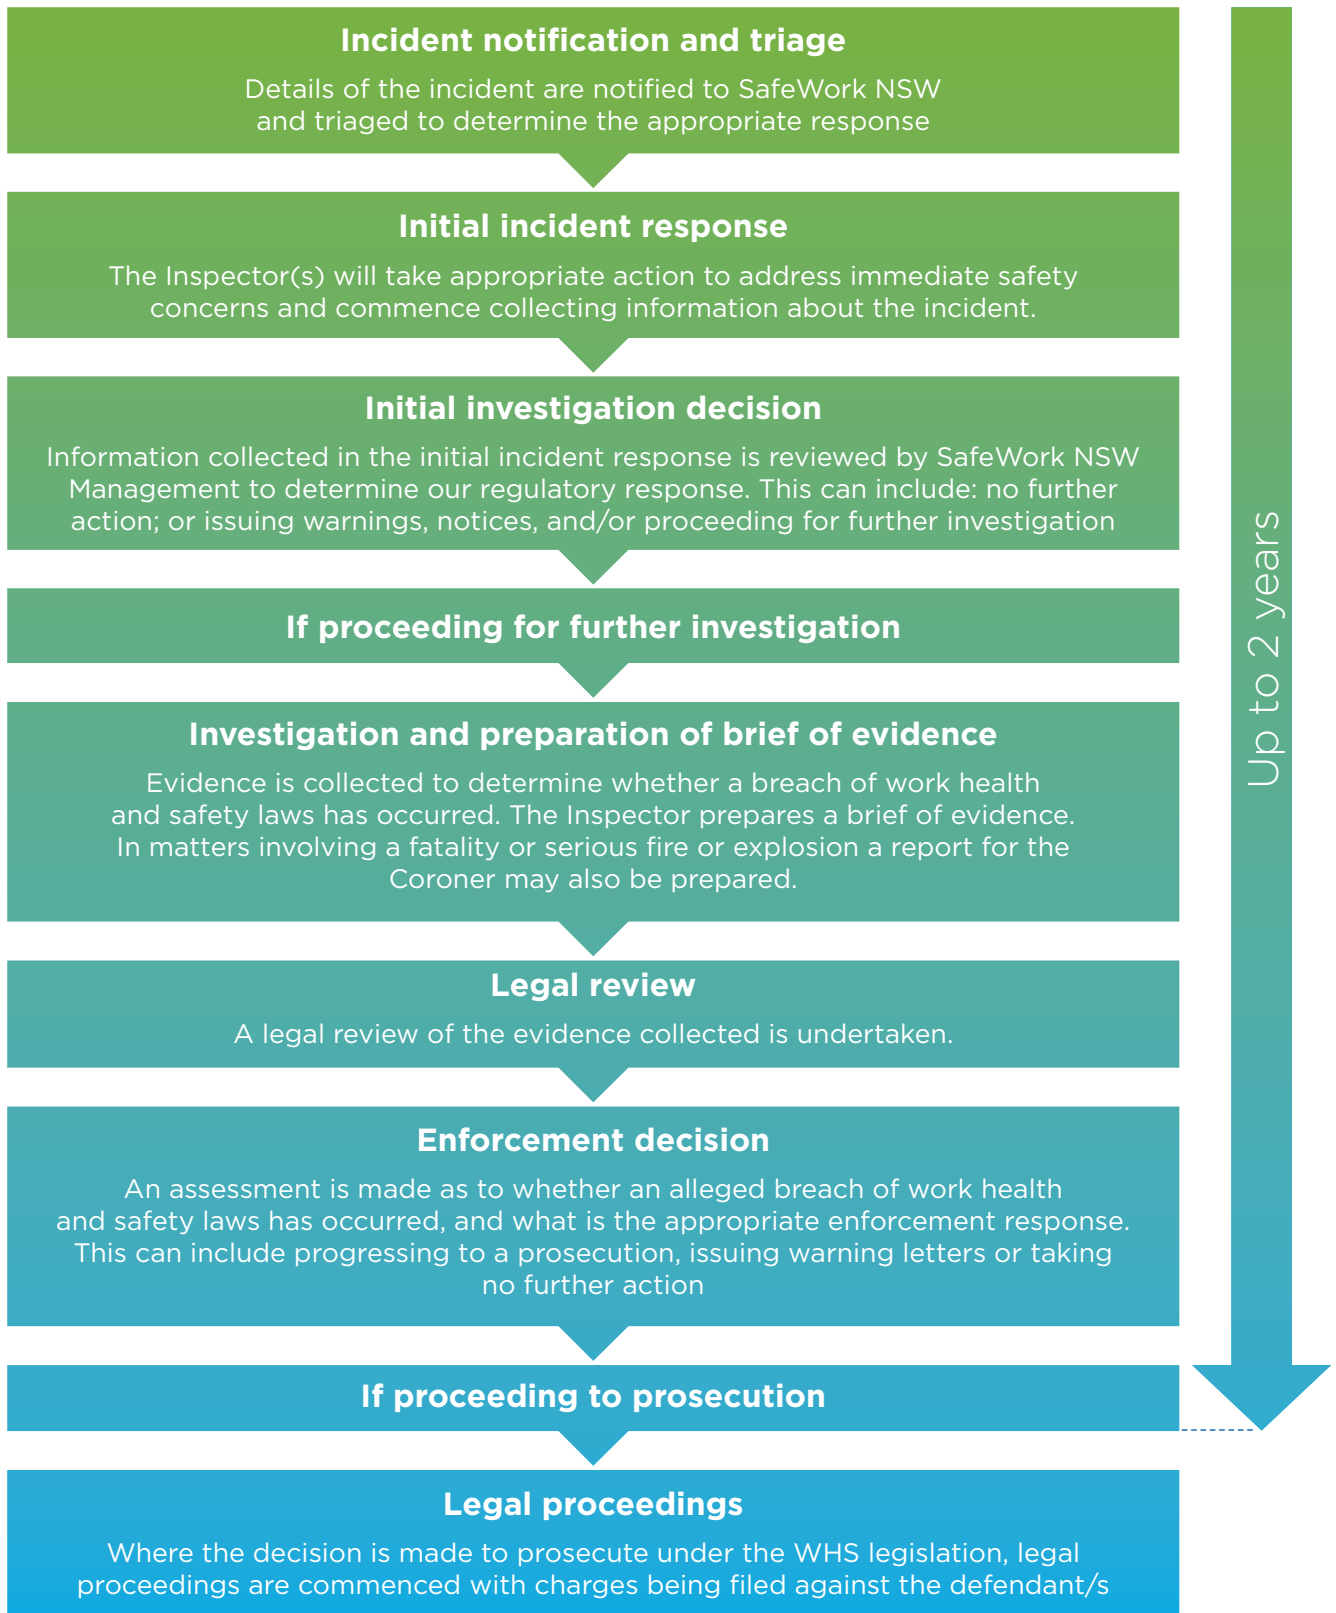 Incident notification and triage
Details of the incident are notified to SafeWork NSW
and triaged to determine the appropriate response
Initial incident response
The Inspector(s) will take appropriate action to address immediate safety
concerns and commence collecting information about the incident.
Initial investigation decision
Information collected in the initial incident response is reviewed by SafeWork NSW
Management to determine our regulatory response. This can include: no further
action; or issuing warnings, notices, and/or proceeding for further investigation
If proceeding for further investigation
Investigation and preparation of brief of evidence
Evidence is collected to determine whether a breach of work health
and safety laws has occurred. The Inspector prepares a brief of evidence.
In matters involving a fatality or serious fire or explosion a report for the
Coroner may also be prepared.
Legal review
A legal review of the evidence collected is undertaken.
Enforcement decision
An assessment is made as to whether an alleged breach of work health
and safety laws has occurred, and what is the appropriate enforcement response.
This can include progressing to a prosecution, issuing warning letters or taking
no further action
If proceeding to prosecution
Legal proceedings
Where the decision is made to prosecute under the WHS legislation, legal
proceedings are commenced with charges being filed against the defendant/s
Up to 2 years